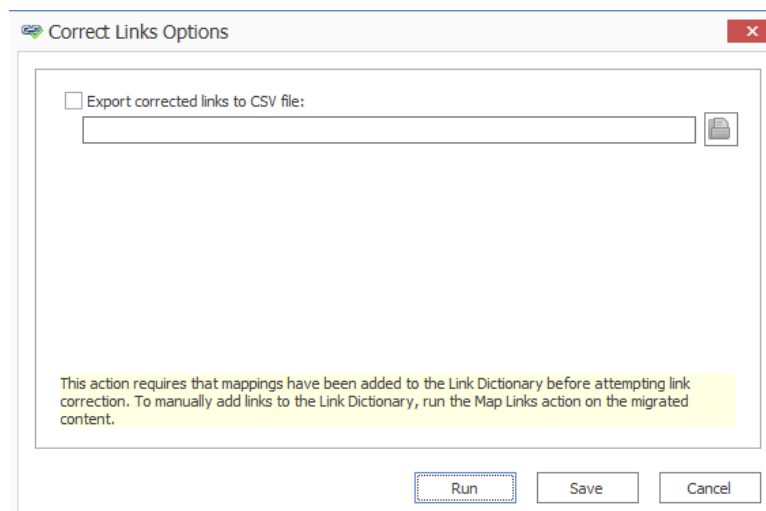 Correct Links Options
Export corrected links to CSV file:
This action requires that mappings have been added to the Link Dictionary before attempting link
correction. To manually add links to the Link Dictionary, run the Map Links action on the migrated
content.
Run Save Cancel